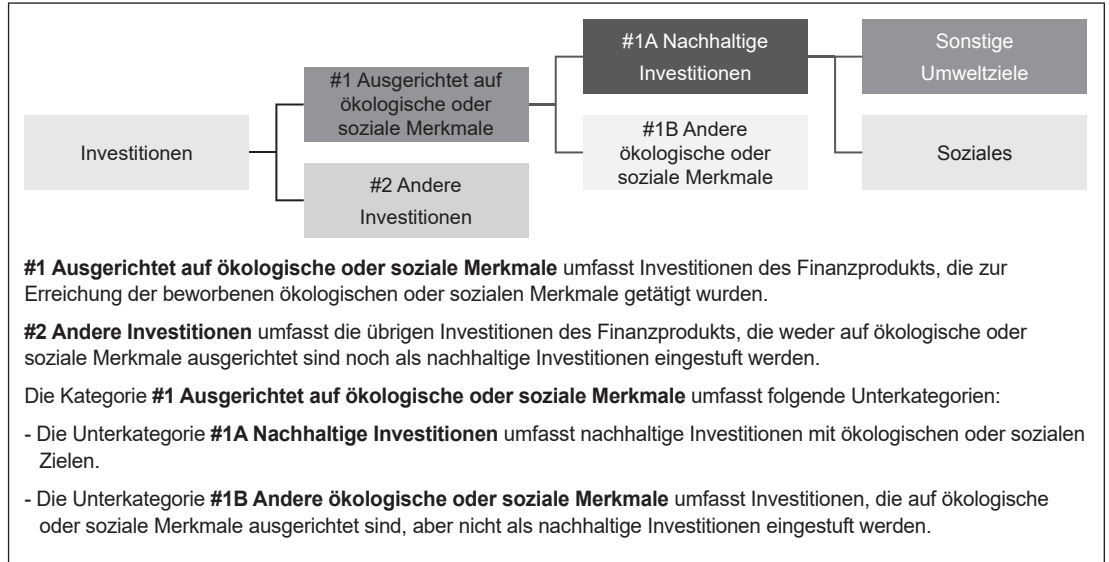 Investitionen
#1 Ausgerichtet auf
ökologische oder
soziale Merkmale
#2 Andere
Investitionen
#1A Nachhaltige
Investitionen
#1B Andere
ökologische oder
soziale Merkmale
Sonstige
Umweltziele
Soziales
#1 Ausgerichtet auf ökologische oder soziale Merkmale umfasst Investitionen des Finanzprodukts, die zur
Erreichung der beworbenen ökologischen oder sozialen Merkmale getätigt wurden.
#2 Andere Investitionen umfasst die übrigen Investitionen des Finanzprodukts, die weder auf ökologische oder
soziale Merkmale ausgerichtet sind noch als nachhaltige Investitionen eingestuft werden.
Die Kategorie #1 Ausgerichtet auf ökologische oder soziale Merkmale umfasst folgende Unterkategorien:
- Die Unterkategorie #1A Nachhaltige Investitionen umfasst nachhaltige Investitionen mit ökologischen oder sozialen
Zielen.
- Die Unterkategorie #1B Andere ökologische oder soziale Merkmale umfasst Investitionen, die auf ökologische
oder soziale Merkmale ausgerichtet sind, aber nicht als nachhaltige Investitionen eingestuft werden.